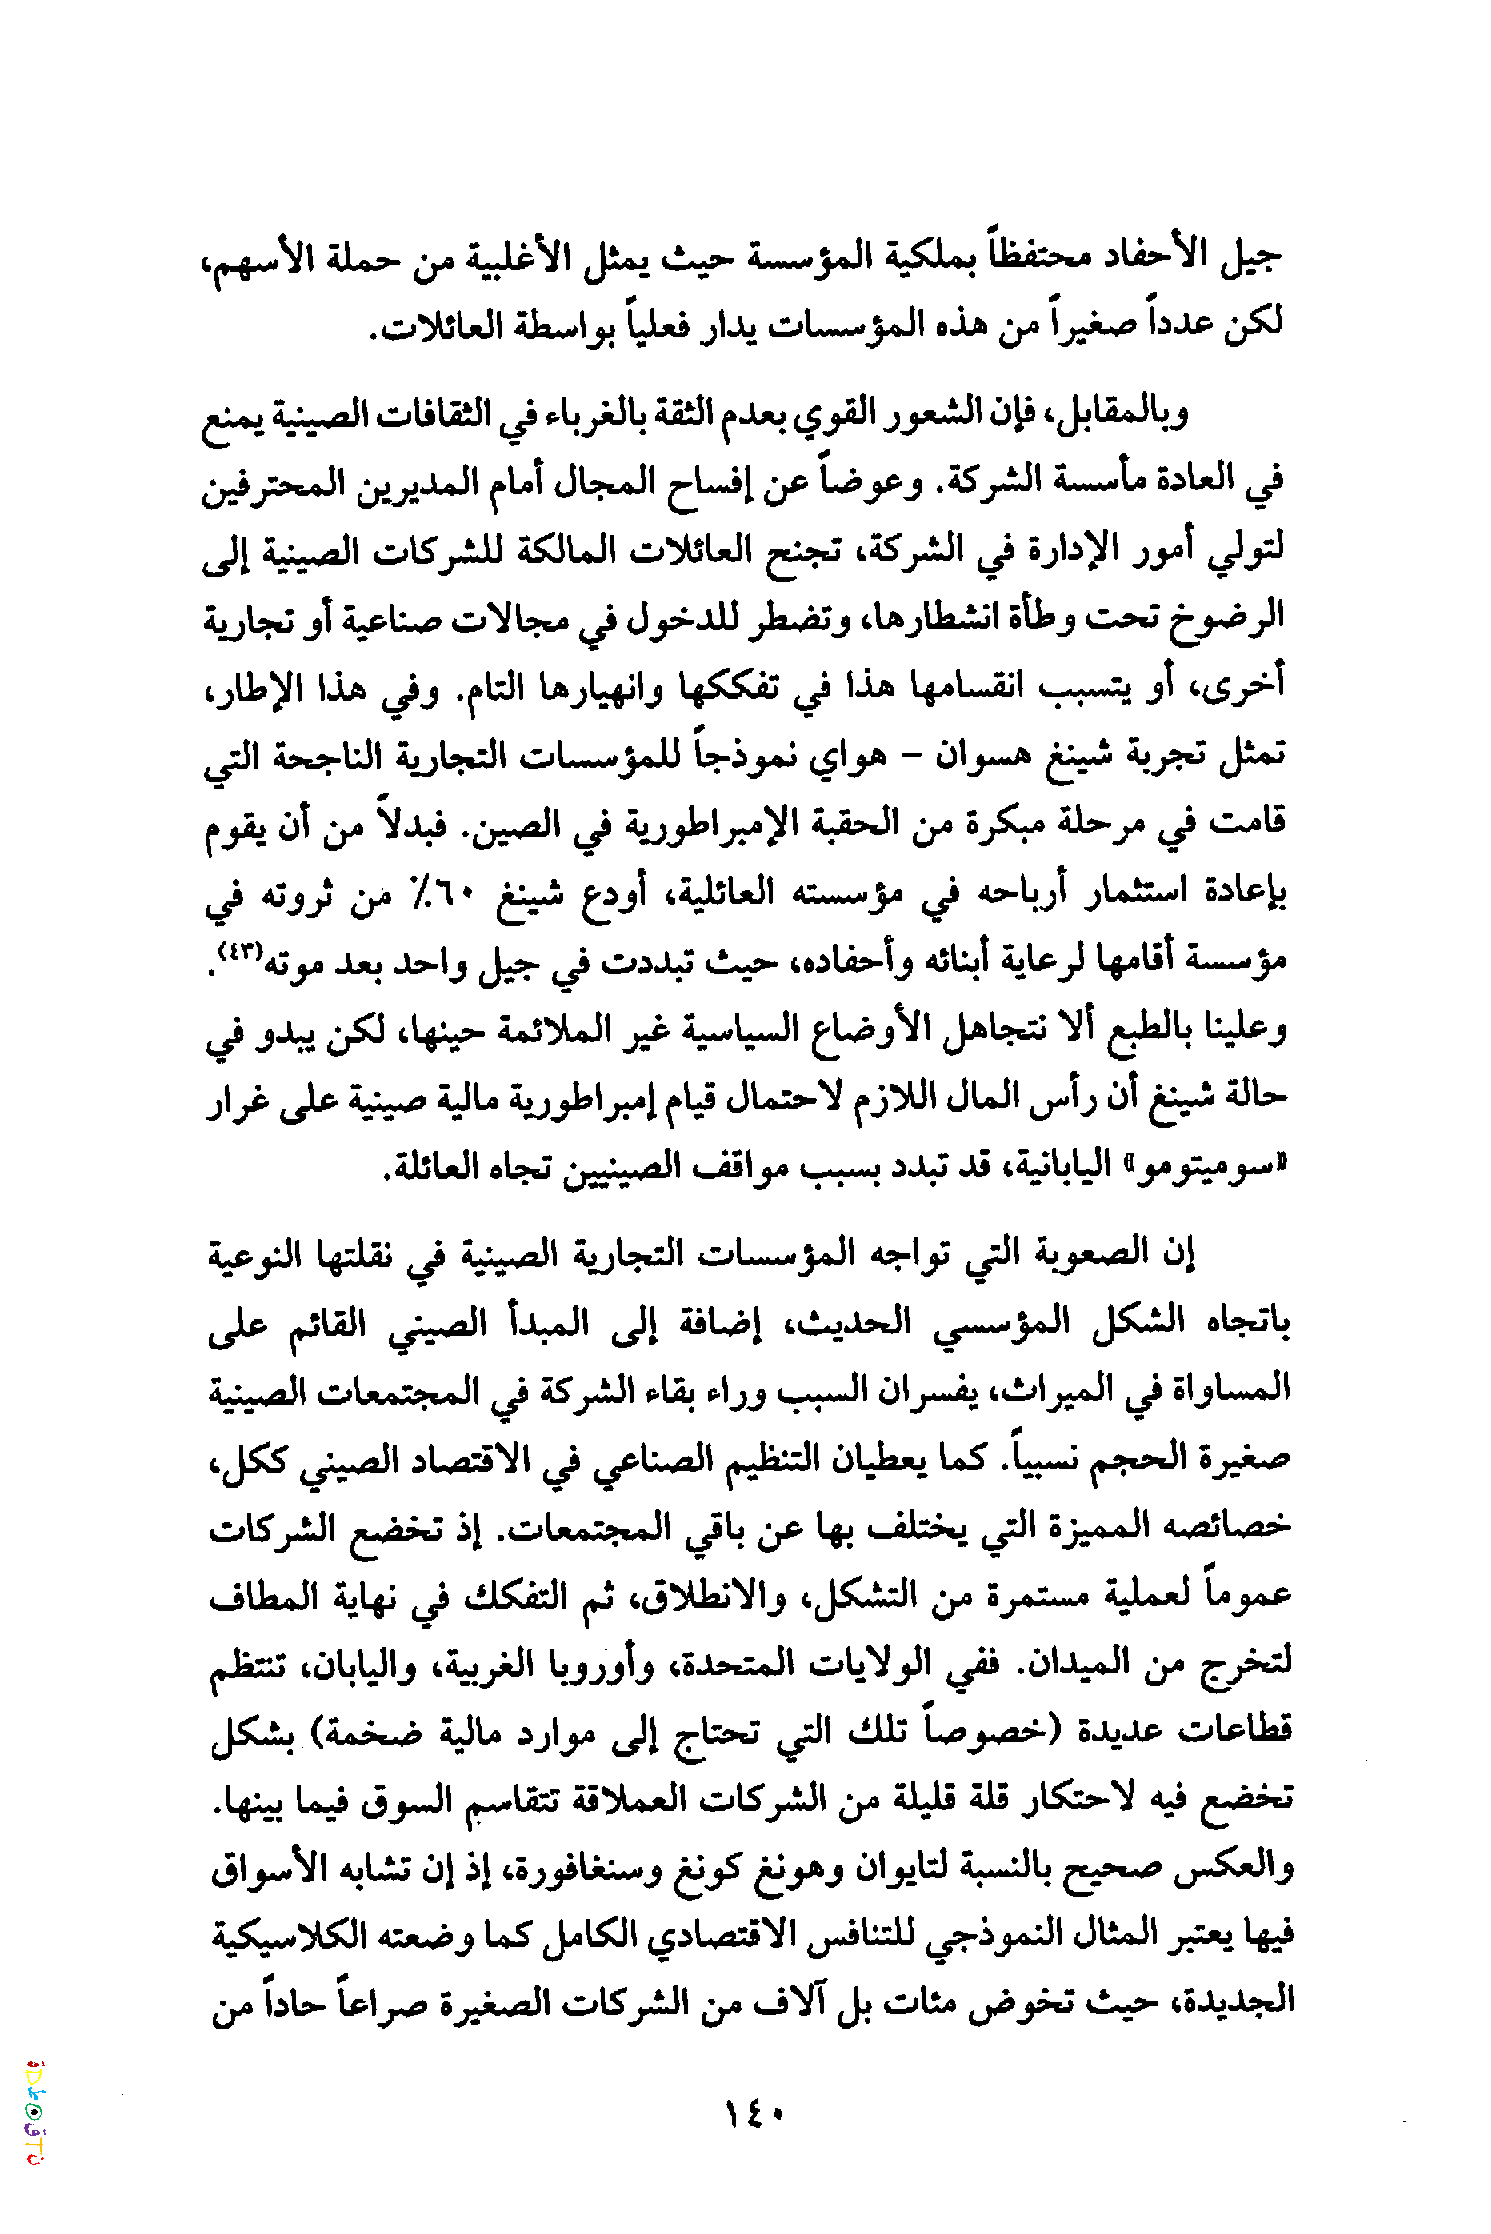 جيل الأحفاد محتفظاً بملكية المؤسسة حيث يمثل الأغلبية من حملة الأسهم،
لكن عدداً صغيراً من هذه المؤسسات يدار فعلياً بواسطة العائلات.
وبالمقابل، فإن الشعور القوي بعدم الثقة بالغرباء في الثقافات الصينية يمنع
في العادة مأسسة الشركة. وعوضاً عن إفساح المجال أمام المديرين المحترفين
لتولي أمور الإدارة في الشركة، تجنح العائلات المالكة للشركات الصينية إلى
الرضوخ تحت وطأة انشطارها، وتضطر للدخول في مجالات صناعية أو تجارية
أخرى، أو يتسبب انقسامها هذا في تفككها وانهيارها التام. وفي هذا الإطار،
تمثل تجربة شينغ هسوان - هواي نموذجاً للمؤسسات التجارية الناجحة التي
قامت في مرحلة مبكرة من الحقبة الإمبراطورية في الصين. فبدلاً من أن يقوم
بإعادة استثمار أرباحه في مؤسسته العائلية، أودع شينغ ٦٠٪ من ثروته في
مؤسسة أقامها لرعاية أبنائه وأحفاده، حيث تبددت في جيل واحد بعد موته(٤٣).
وعلينا بالطبع ألا نتجاهل الأوضاع السياسية غير الملائمة حينها، لكن يبدو في
حالة شينغ أن رأس المال اللازم لاحتمال قيام إمبراطورية مالية صينية على غرار
«سوميتومو» اليابانية، قد تبدد بسبب مواقف الصينيين تجاه العائلة.
إن الصعوبة التي تواجه المؤسسات التجارية الصينية في نقلتها النوعية
باتجاه الشكل المؤسسي الحديث، إضافة إلى المبدأ الصيني القائم على
المساواة في الميراث، يفسران السبب وراء بقاء الشركة في المجتمعات الصينية
صغيرة الحجم نسبياً. كما يعطيان التنظيم الصناعي في الاقتصاد الصيني ككل،
خصائصه المميزة التي يختلف بها عن باقي المجتمعات. إذ تخضع الشركات
عموماً لعملية مستمرة من التشكل، والانطلاق، ثم التفكك في نهاية المطاف
لتخرج من الميدان. ففي الولايات المتحدة، وأوروبا الغربية، واليابان، تنتظم
قطاعات عديدة (خصوصاً تلك التي تحتاج إلى موارد مالية ضخمة) بشكل
تخضع فيه لاحتكار قلة قليلة من الشركات العملاقة تتقاسم السوق فيما بينها.
والعكس صحيح بالنسبة لتايوان وهونغ كونغ وسنغافورة، إذ إن تشابه الأسواق
فيها يعتبر المثال النموذجي للتنافس الاقتصادي الكامل كما وضعته الكلاسيكية
الجديدة، حيث تخوض مئات بل آلاف من الشركات الصغيرة صراعاً حاداً من
١٤٠